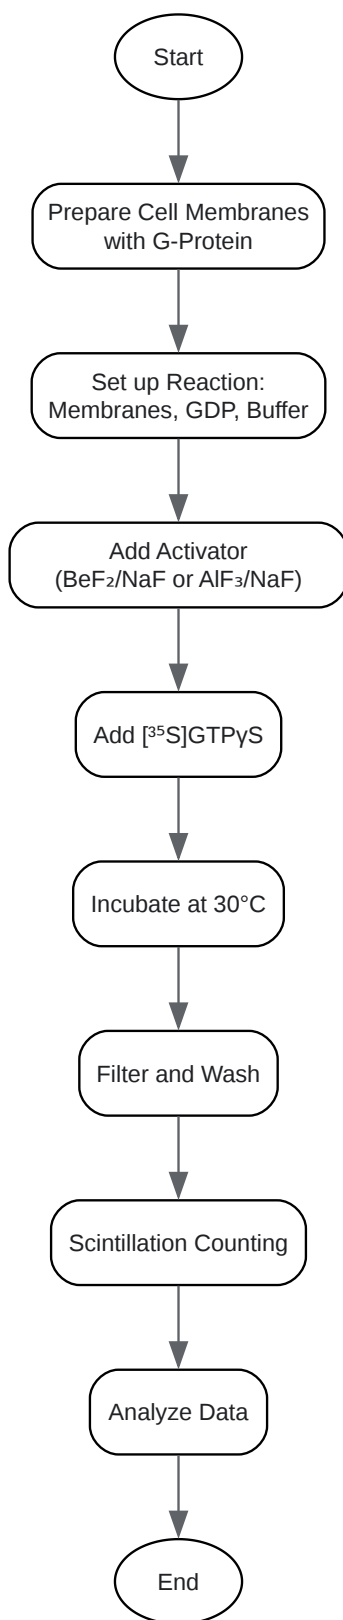 Start
Prepare Cell Membranes
with G-Protein
Set up Reaction:
Membranes, GDP, Buffer
Add Activator
(BeF₂/NaF or AlF₃/NaF)
Add [³⁵S]GTPγS
Incubate at 30°C
Filter and Wash
Scintillation Counting
Analyze Data
End